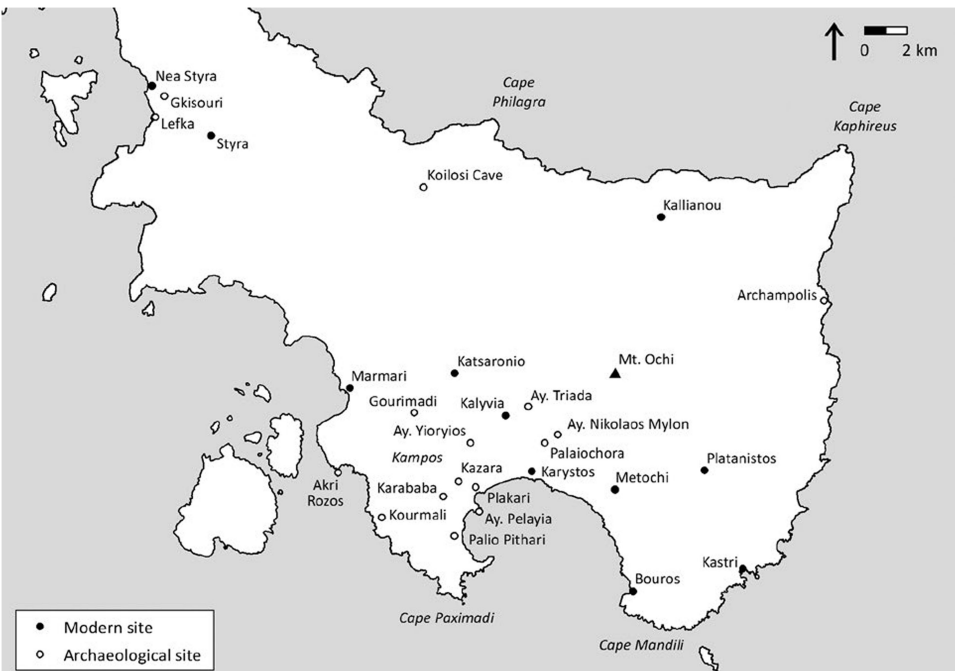 0 2 km
Cape
Philagra
Cape
Kaphireus
Nea Styra
Gkisouri
Lefka
Styra
Koilosi Cave
Kallianou
Archampolis
Mt. Ochi
Katsaronio
Marmari
Gourimadi
Ay. Triada
Kalyvia
Ay. Yioryios
Ay. Nikolaos Mylon
Kampos
Palaiochora
Platanistos
Kazara
Karystos
Metochi
Akri
Rozos
Karababa
Plakari
Kourmali
Ay. Pelayia
Palio Pithari
Kastri
Bouros
Cape Paximadi
Cape Mandili
Modern site
Archaeological site